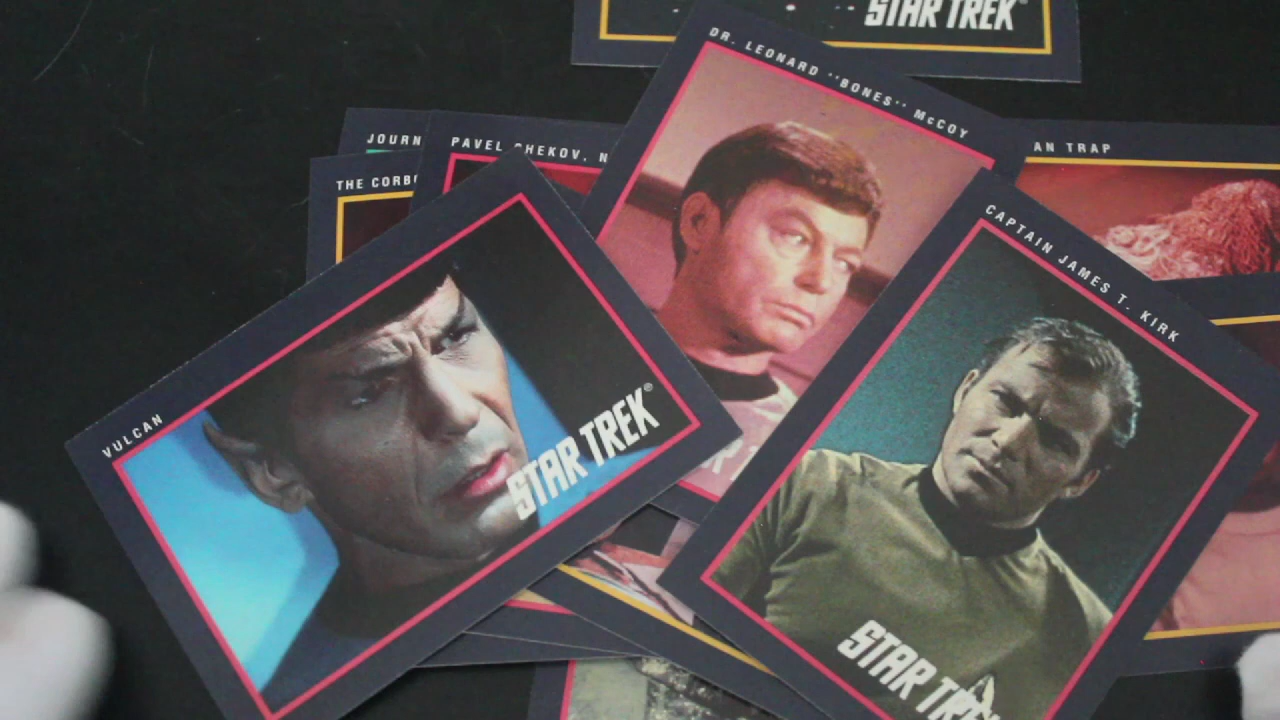 STAR TREK®
DR. LEONARD "BONES" McCOY
JOURN
PAVEL CHEKOV, N
AN TRAP
THE CORB
CAPTAIN JAMES T. KIRK
VULCAN
STAR TREK®
STAR TREK